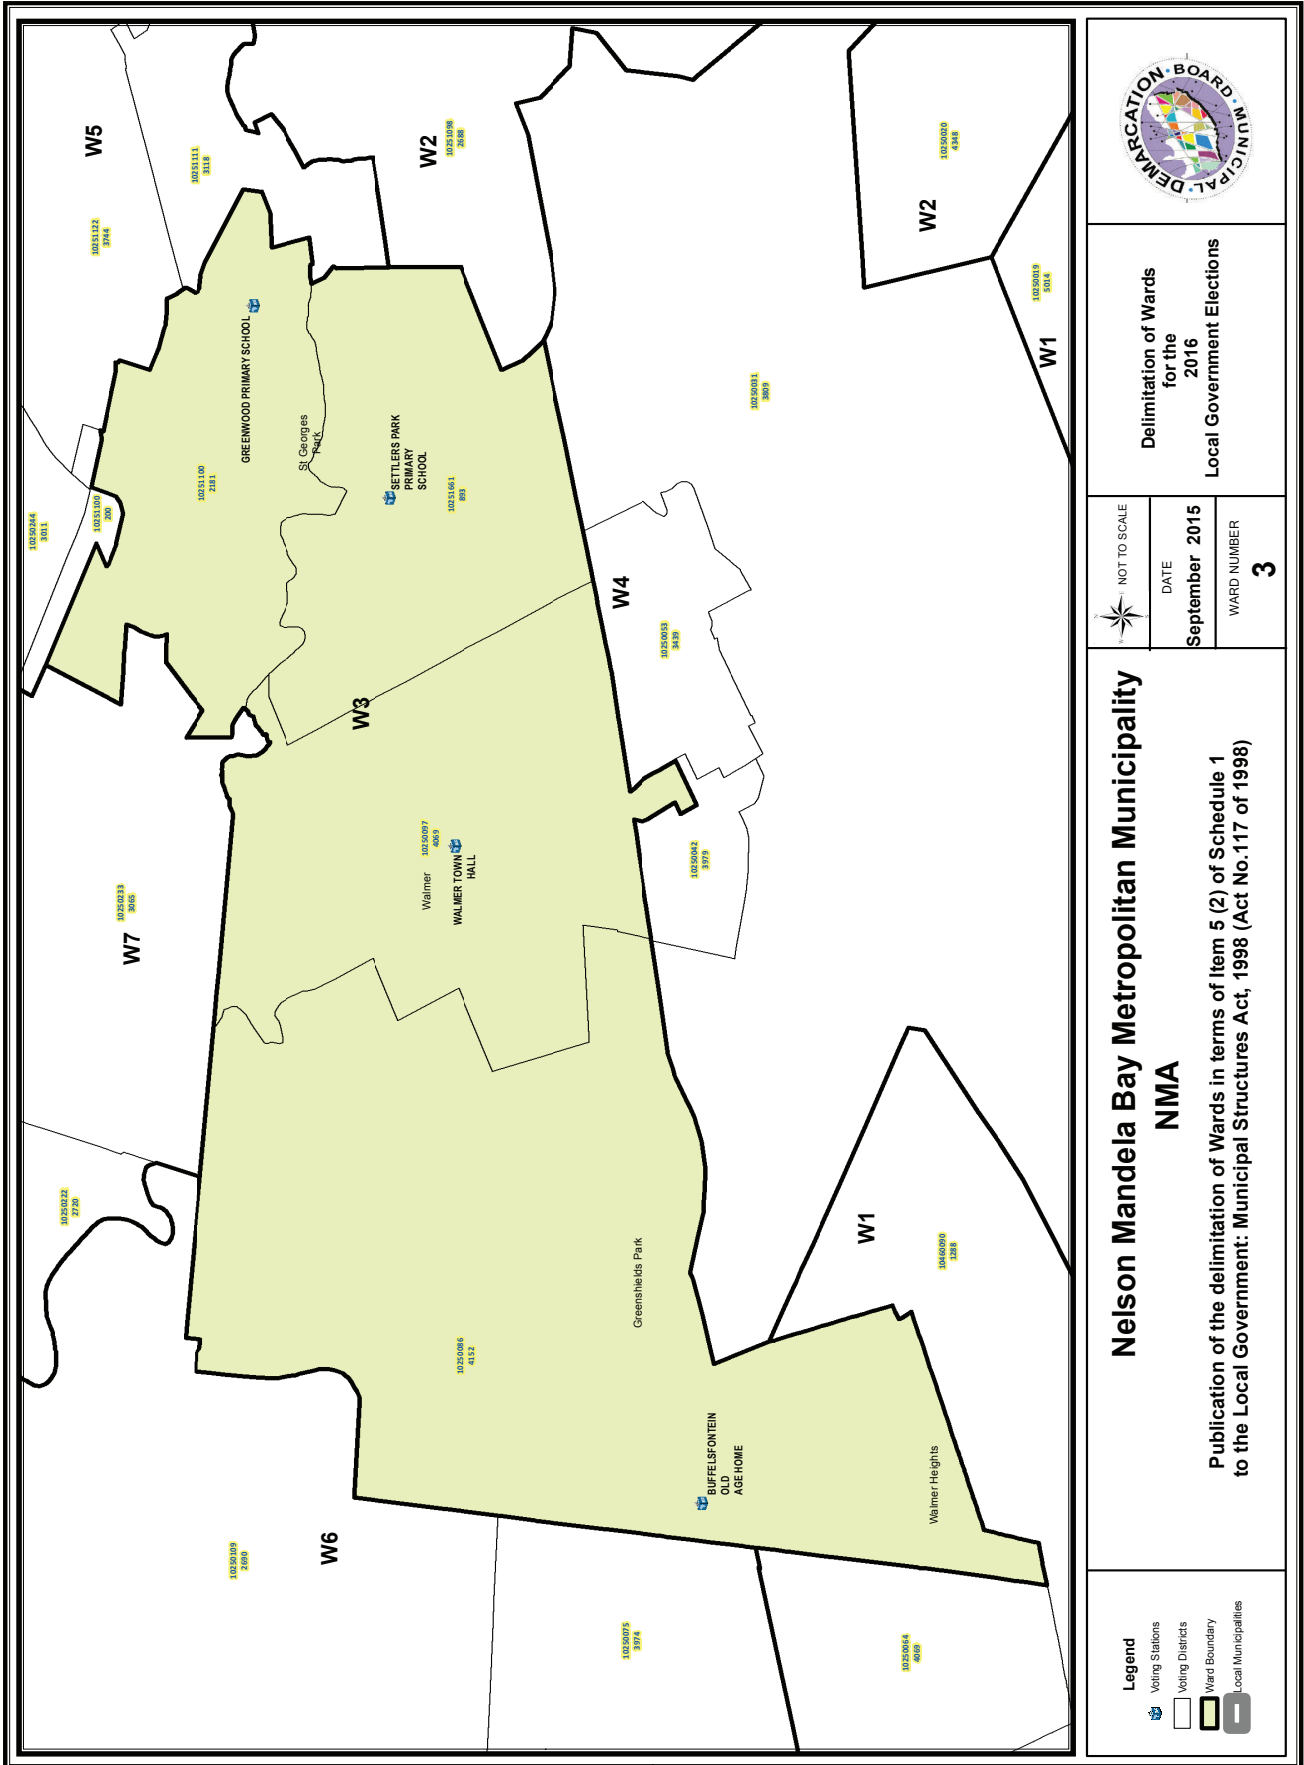 W5
10251122
3744
10251111
3118
W2
10251098
2688
10250020
4348
W2
10250019
5014
W1
10250244
3011
10251100
200
10251100
2181
GREENWOOD PRIMARY SCHOOL
St Georges
Park
SETTLERS PARK
PRIMARY
SCHOOL
10251661
893
10250031
3809
W4
10250053
3439
W3
10250233
3065
W7
10250097
4069
Walmer
WALMER TOWN
HALL
10250042
3979
10250222
2720
W1
10460090
1288
Greenshields Park
10250086
4152
BUFFELSFONTEIN
OLD
AGE HOME
Walmer Heights
W6
10250109
2690
10250075
3974
10250064
4069
Legend
Voting Stations
Voting Districts
Ward Boundary
Local Municipalities
Nelson Mandela Bay Metropolitan Municipality
NMA
Publication of the delimitation of Wards in terms of Item 5 (2) of Schedule 1
to the Local Government: Municipal Structures Act, 1998 (Act No.117 of 1998)
N
W E
S
NOT TO SCALE
DATE
September 2015
WARD NUMBER
3
Delimitation of Wards
for the
2016
Local Government Elections
MUNICIPAL · DEMARCATION · BOARD ·